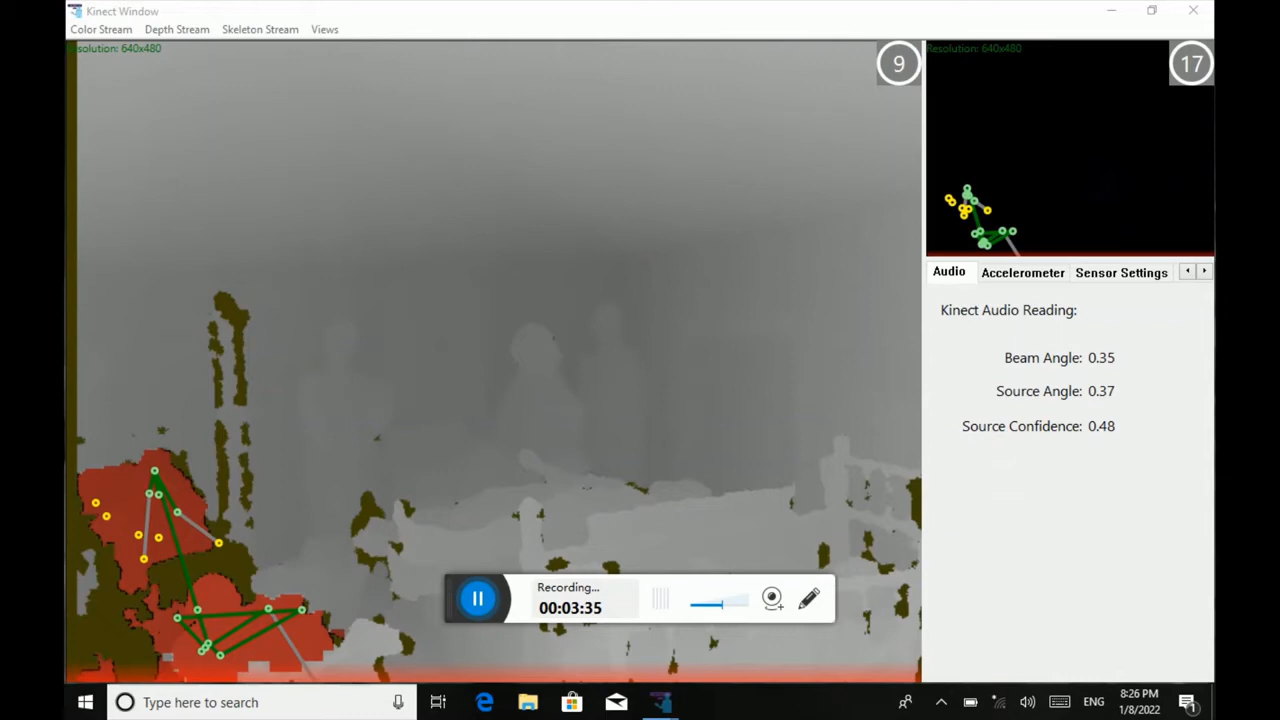 Kinect Window
Color Stream Depth Stream Skeleton Stream Views
Resolution: 640x480
9
Resolution: 640x480
17
Audio Accelerometer Sensor Settings
Kinect Audio Reading:
Beam Angle: 0.35
Source Angle: 0.37
Source Confidence: 0.48
Recording...
00:03:35
Type here to search
ENG
8:26 PM
1/8/2022
1